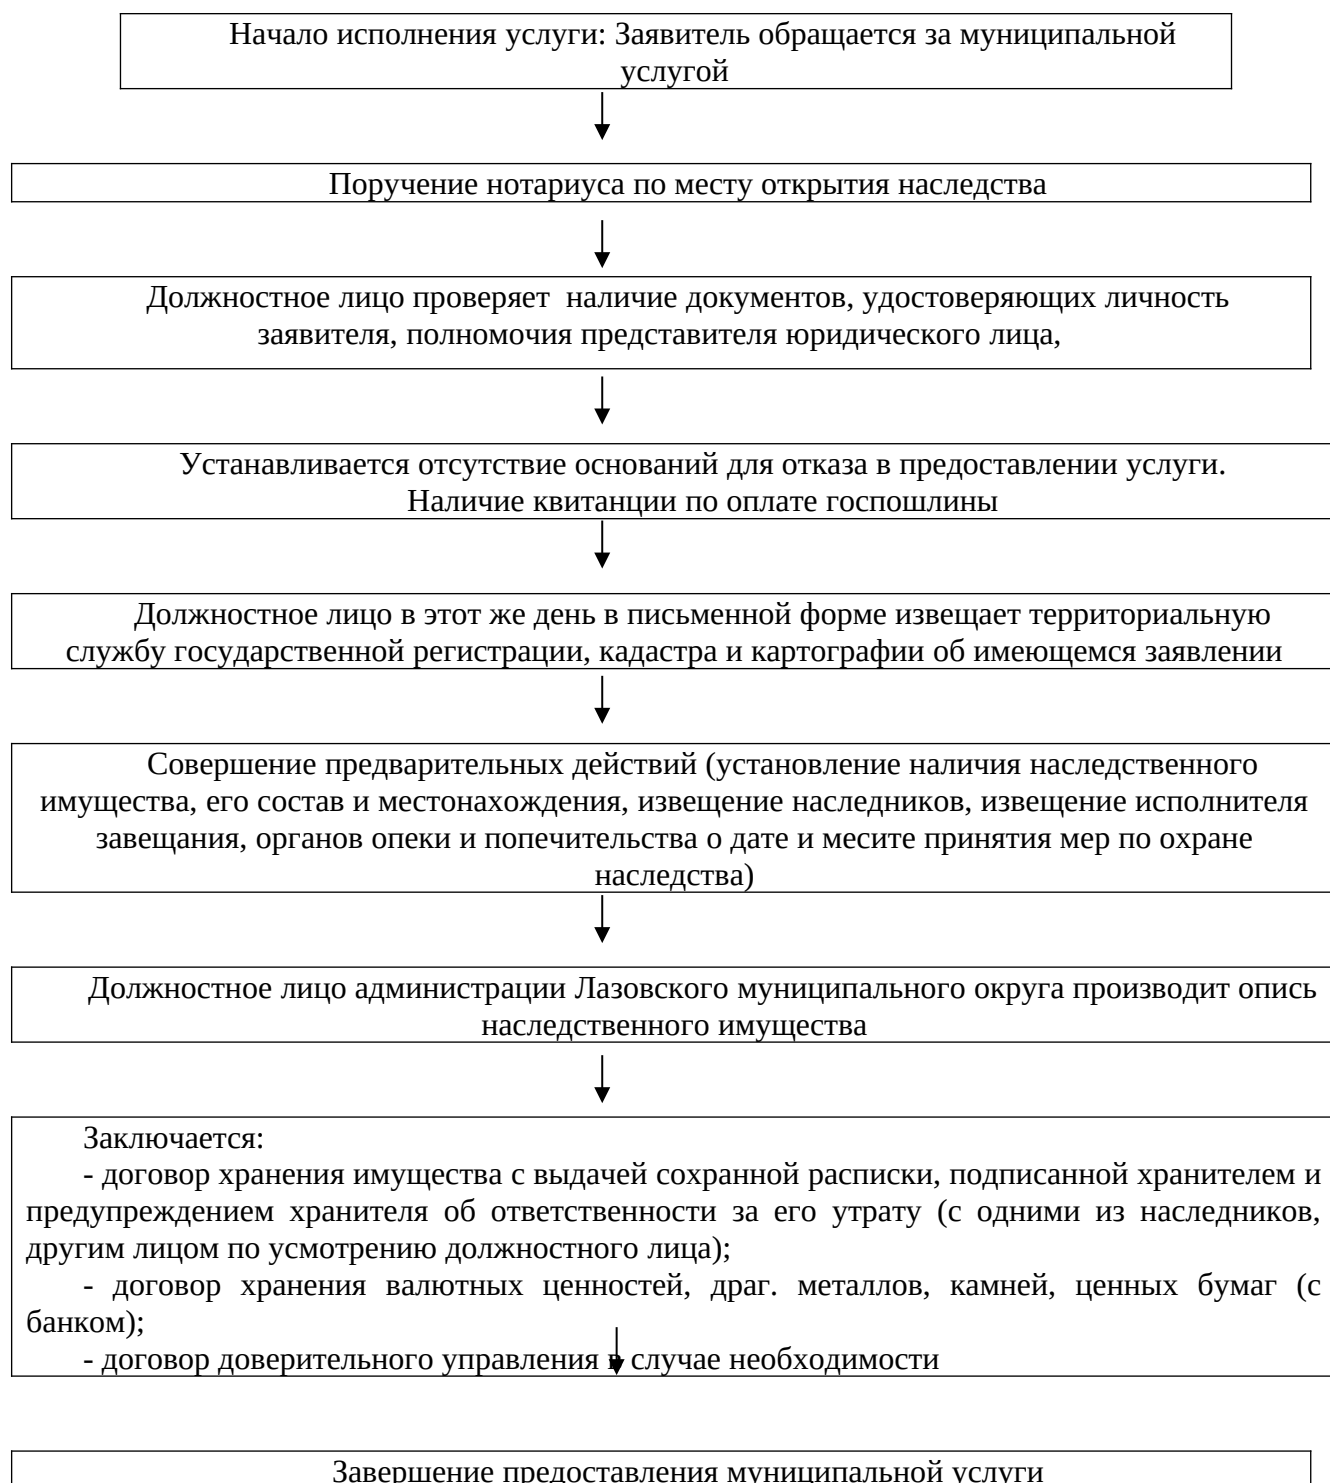 Начало исполнения услуги: Заявитель обращается за муниципальной
услугой
Поручение нотариуса по месту открытия наследства
Должностное лицо проверяет наличие документов, удостоверяющих личность
заявителя, полномочия представителя юридического лица,
Устанавливается отсутствие оснований для отказа в предоставлении услуги.
Наличие квитанции по оплате госпошлины
Должностное лицо в этот же день в письменной форме извещает территориальную
службу государственной регистрации, кадастра и картографии об имеющемся заявлении
Совершение предварительных действий (установление наличия наследственного
имущества, его состав и местонахождения, извещение наследников, извещение исполнителя
завещания, органов опеки и попечительства о дате и месите принятия мер по охране
наследства)
Должностное лицо администрации Лазовского муниципального округа производит опись
наследственного имущества
Заключается:
- договор хранения имущества с выдачей сохранной расписки, подписанной хранителем и
предупреждением хранителя об ответственности за его утрату (с одними из наследников,
другим лицом по усмотрению должностного лица);
- договор хранения валютных ценностей, драг. металлов, камней, ценных бумаг (с
банком);
- договор доверительного управления в случае необходимости
Завершение предоставления муниципальной услуги